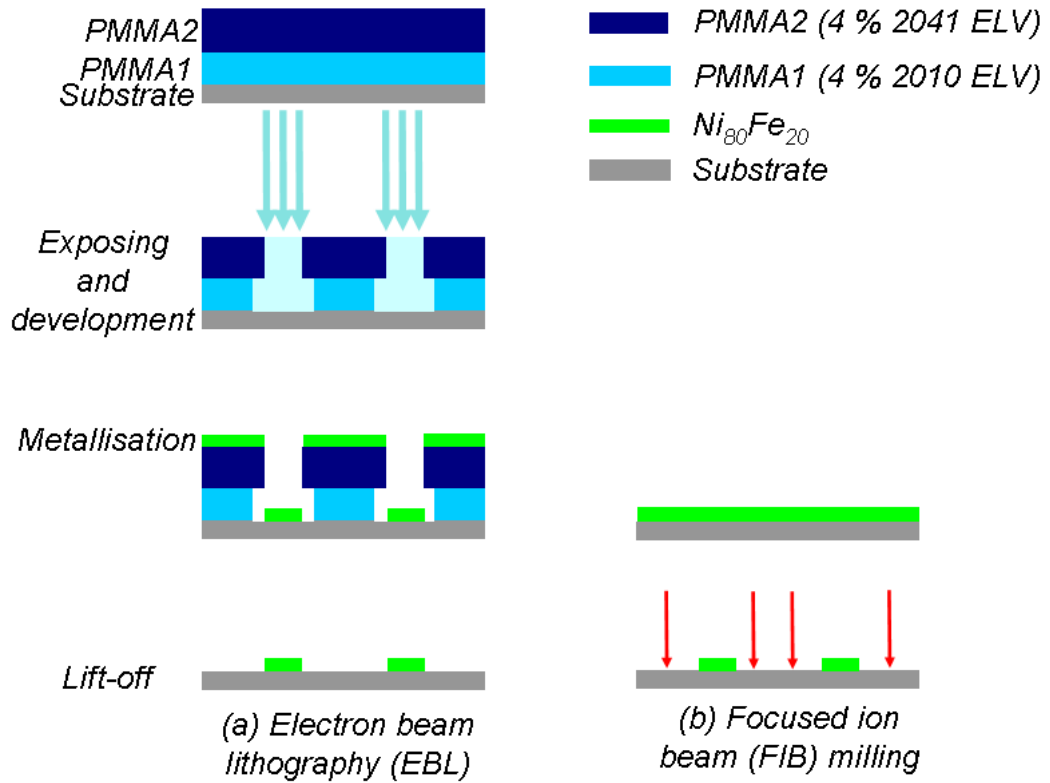 PMMA2
PMMA1
Substrate
PMMA2 (4 % 2041 ELV)
PMMA1 (4 % 2010 ELV)
Ni80Fe20
Substrate
Exposing
and
development
Metallisation
Lift-off
(a) Electron beam
lithography (EBL)
(b) Focused ion
beam (FIB) milling